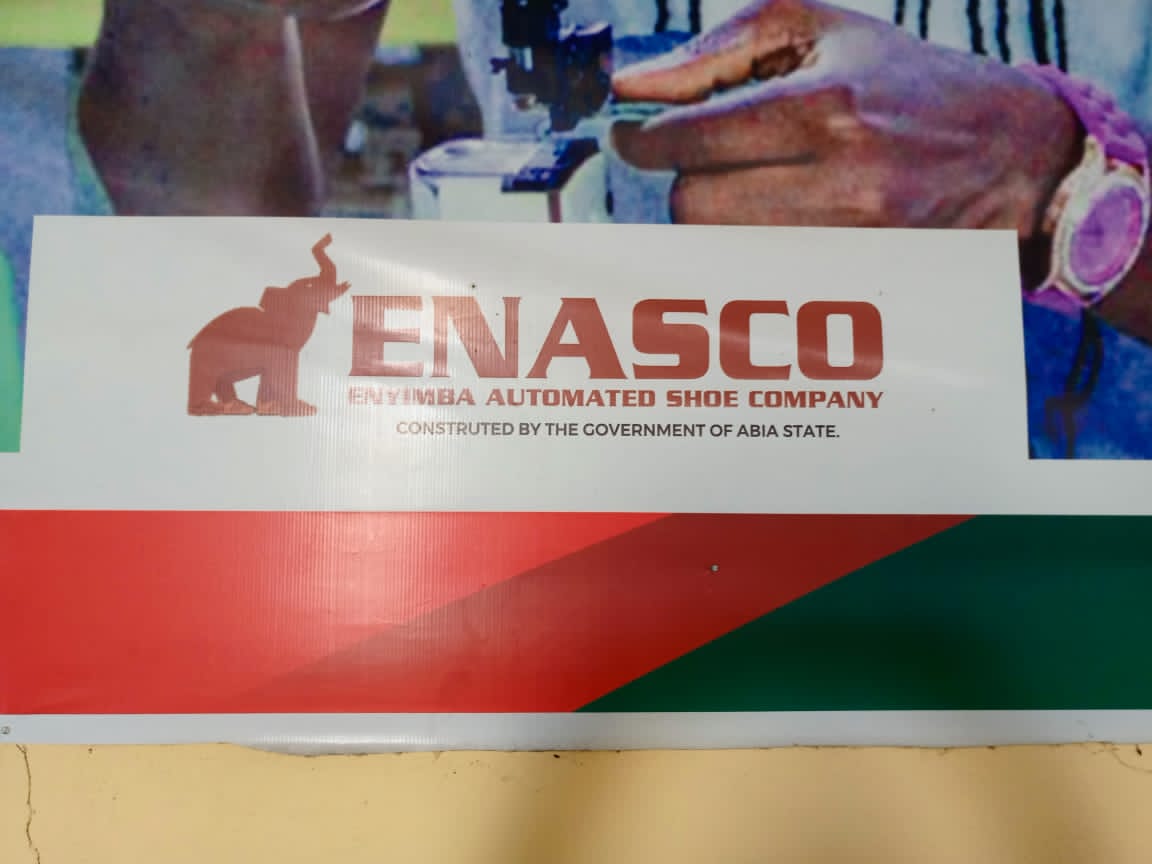 ENASCO
ENYIMBA AUTOMATED SHOE COMPANY
CONSTRUTED BY THE GOVERNMENT OF ABIA STATE.